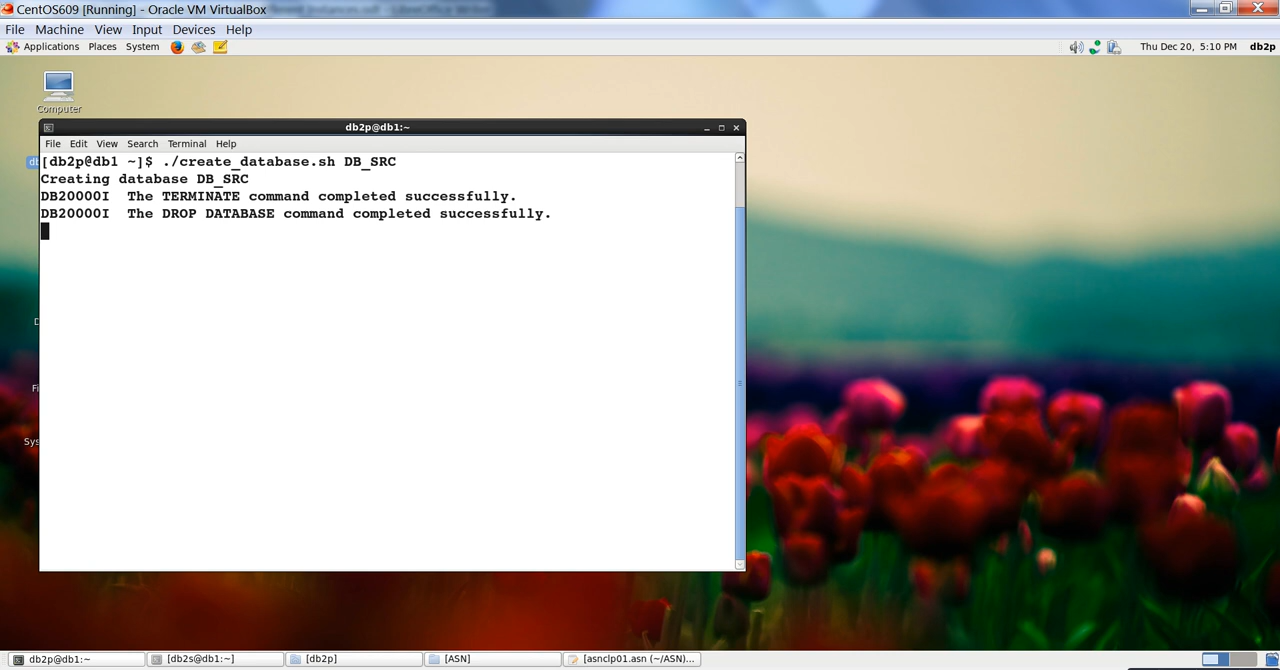 CentOS609 [Running] - Oracle VM VirtualBox
File Machine View Input Devices Help
Applications Places System
Thu Dec 20, 5:10 PM db2p
Computer
db2p@db1:~
File Edit View Search Terminal Help
[db2p@db1 ~]$ ./create_database.sh DB_SRC
Creating database DB_SRC
DB20000I The TERMINATE command completed successfully.
DB20000I The DROP DATABASE command completed successfully.
db
D
Fi
Sys
db2p@db1:~
[db2s@db1:~]
[db2p]
[ASN]
[asnclp01.asn (~/ASN)...